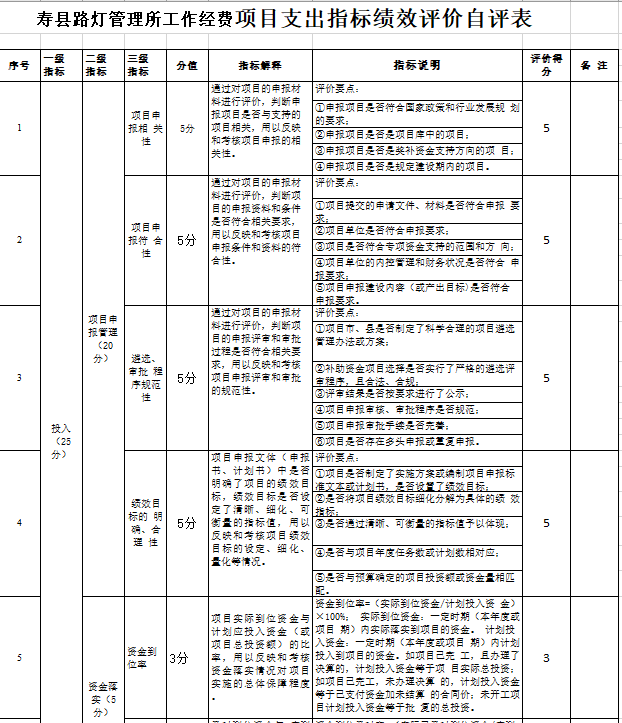 寿县路灯管理所工作经费项目支出指标绩效评价自评表
序号
一级
指标
二级
指标
三级
指标
分值
指标解释
指标说明
评价得
分
备 注
1
项目申
报相 关
性
5分
通过对项目的申报材
料进行评价，判断申
报项目是否与支持的
项目相关，用以反映
和考核项目申报的相
关性。
评价要点：
①申报项目是否符合国家政策和行业发展规 划
的要求；
②申报项目是否是项目库中的项目；
③申报项目是否是奖补资金支持方向的项 目；
④申报项目是否是规定建设期内的项目。
5
2
项目申
报符 合
性
5分
通过对项目的申报材
料进行评价，判断项
目的申报资料和条件
是否符合相关要求，
用以反映和考核项目
申报条件和资料的符
合性。
评价要点：
①项目提交的申请文件、材料是否符合申报 要
求；
②项目单位是否符合申报要求；
③项目是否符合专项资金支持的范围和方 向；
④项目单位的内控管理和财务状况是否符合 申
报要求；
⑤项目申报建设内容（或产出目标）是否符合
申报要求。
5
项目申
报管理
（20
分）
3
遴选、
审批 程
序规范
性
5分
通过对项目的申报材
料进行评价，判断项
目的申报评审和审批
过程是否符合相关要
求，用以反映和考核
项目申报评审和审批
的规范性。
评价要点：
①项目市、县是否制定了科学合理的项目遴选
管理办法或方案；
②补助资金项目选择是否实行了严格的遴选评
审程序，且合法、合规；
③评审结果是否按要求进行了公示；
④项目申报审核、审批程序是否规范；
⑤项目申报审批手续是否完善；
⑥项目是否存在多头申报或重复申报。
5
投入
（25
分）
4
绩效目
标的 明
确、合
理 性
5分
项目申报文体（申报
书、计划书）中是否
明确了项目的绩效目
标，绩效目标是否设
定了清晰、细化、可
衡量的指标值， 用以
反映和考核项目绩效
目标的设定、细化、
量化等情况。
评价要点：
①项目是否制定了实施方案或编制项目申报标
准文本或计划书，是否设置了绩效目标；
②是否将项目绩效目标细化分解为具体的绩 效
指标；
③是否通过清晰、可衡量的指标值予以体现；
④是否与项目年度任务数或计划数相对应；
⑤是否与预算确定的项目投资额或资金量相匹
配。
5
5
资金落
实（5
分）
资金到
位率
3分
项目实际到位资金与
计划应投入资金（或
项目总投资额）的比
率，用以反映和考核
资金落实情况对项目
实施的总体保障程度
。
资金到位率=（实际到位资金/计划投入资 金）
×100%； 实际到位资金：一定时期（本年度或
项目 期）内实际落实到项目的资金。 计划投
入资金：一定时期（本年度或项目 期）内计划
投入到项目的资金。如项目已完 工，且办理了
决算的，计划投入资金等于项 目实际总投资；
如项目已完工，未办理决算 的，计划投入资金
等于已支付资金加未结算 的合同价；未开工项
目计划投入资金等于批 复的总投资。
3